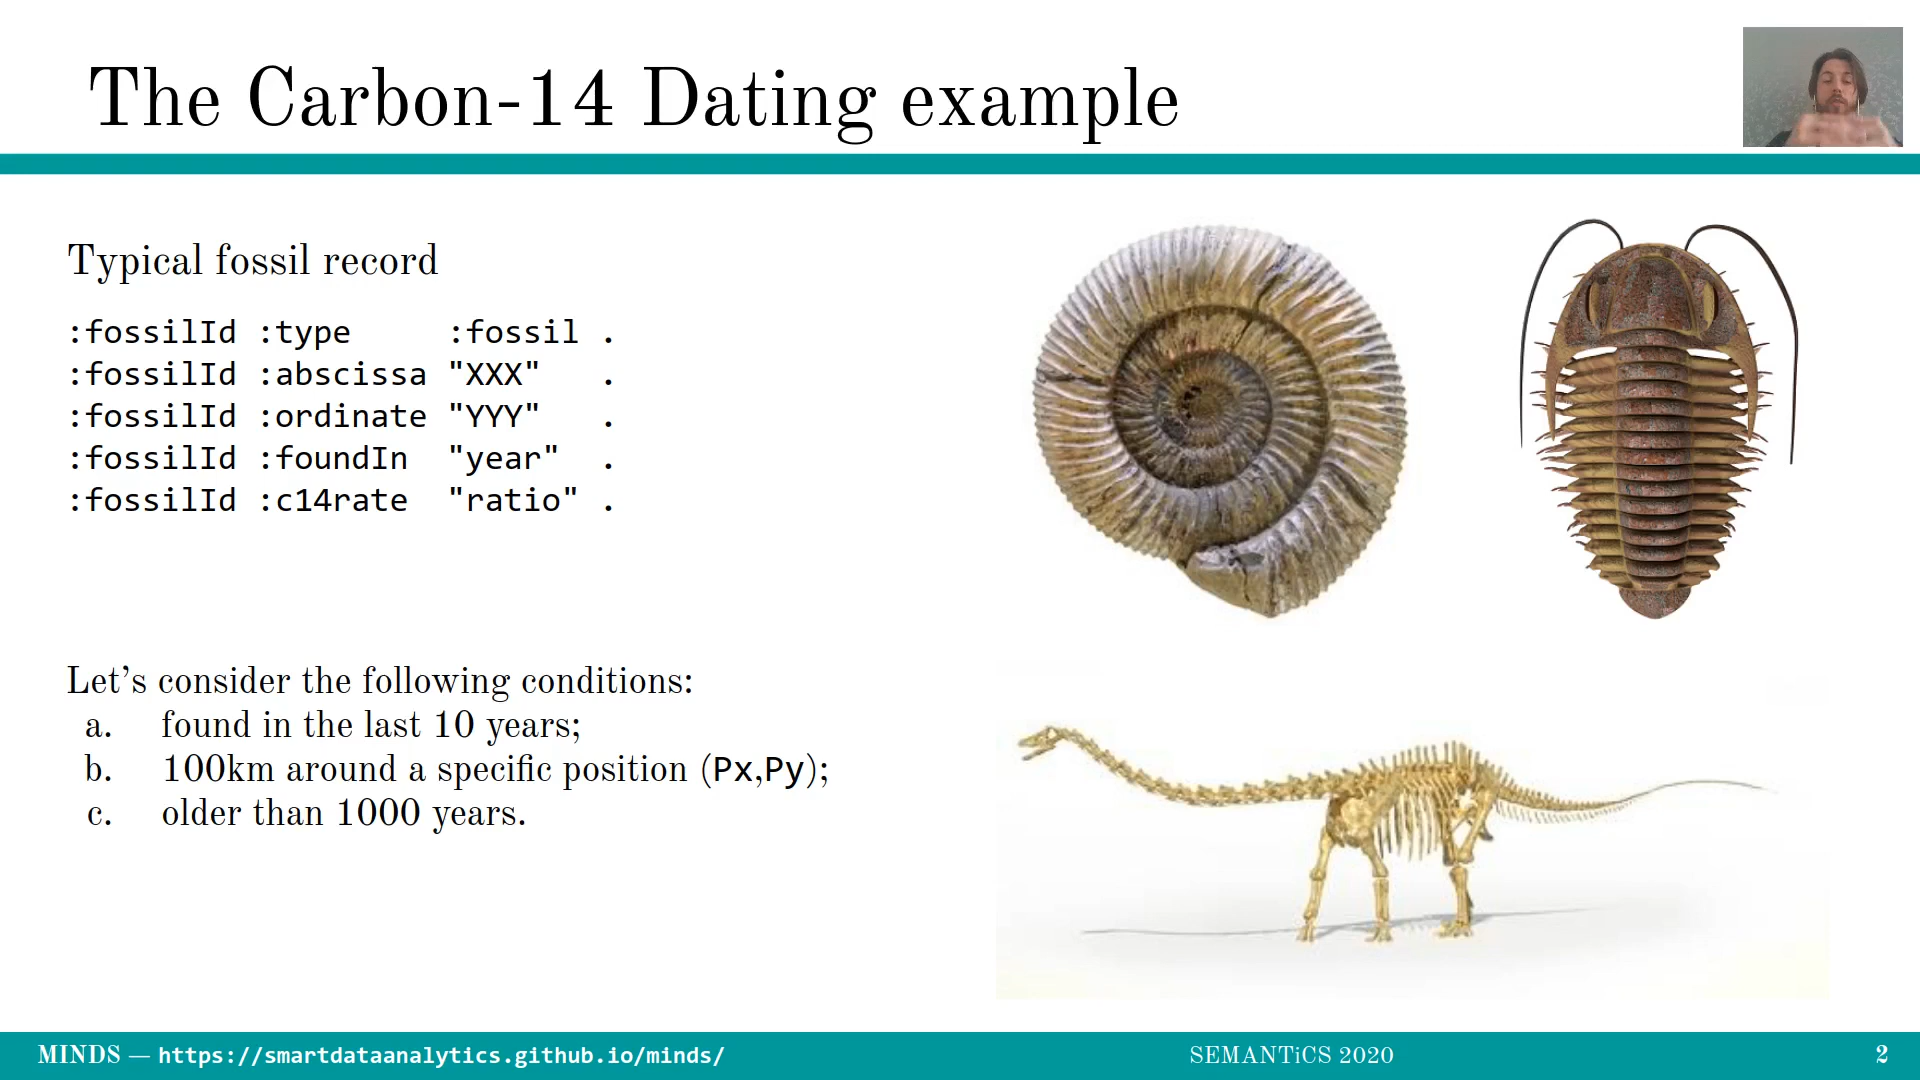 The Carbon-14 Dating example
Typical fossil record
:fossilId :type :fossil .
:fossilId :abscissa "XXX" .
:fossilId :ordinate "YYY" .
:fossilId :foundIn "year" .
:fossilId :c14rate "ratio" .
Let’s consider the following conditions:
a. found in the last 10 years;
b. 100km around a specific position (Px,Py);
c. older than 1000 years.
MINDS — https://smartdataanalytics.github.io/minds/ SEMANTiCS 2020 2